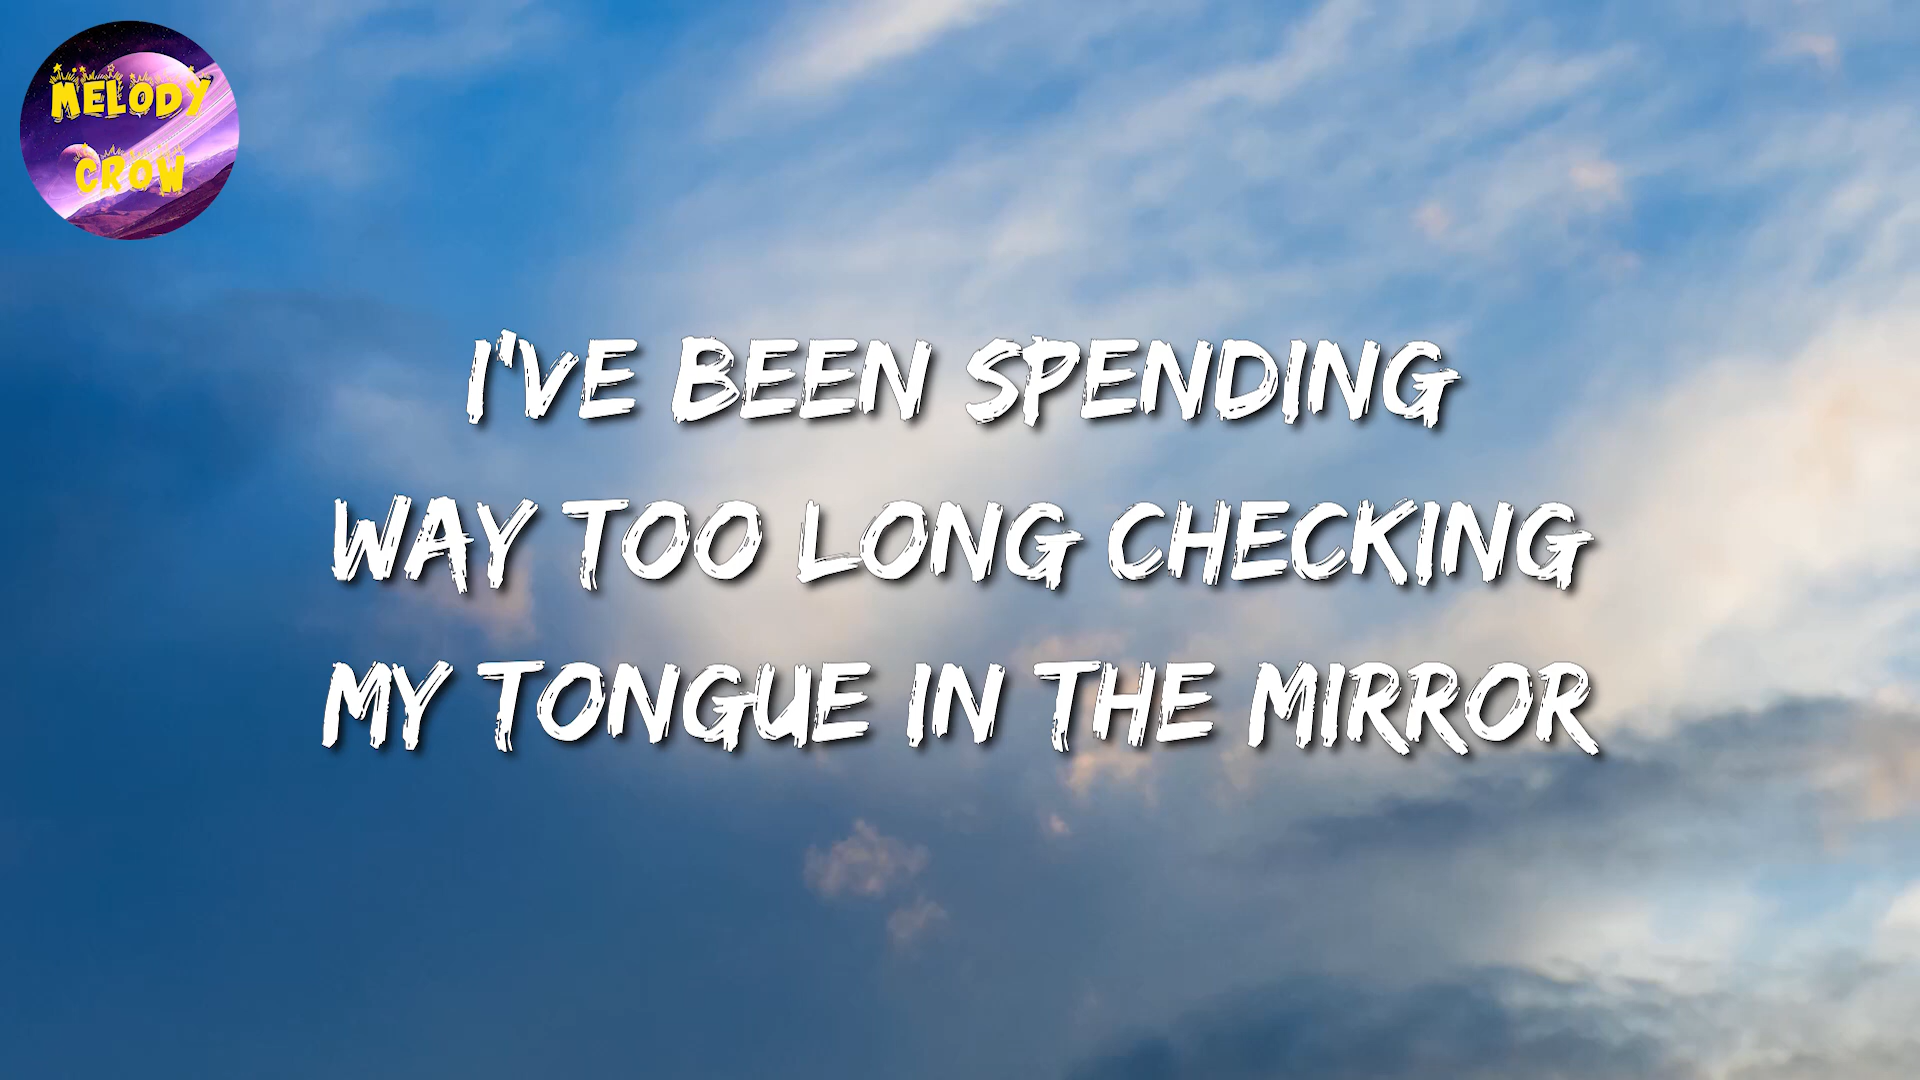 MELODY
CROW
I'VE BEEN SPENDING
WAY TOO LONG CHECKING
MY TONGUE IN THE MIRROR